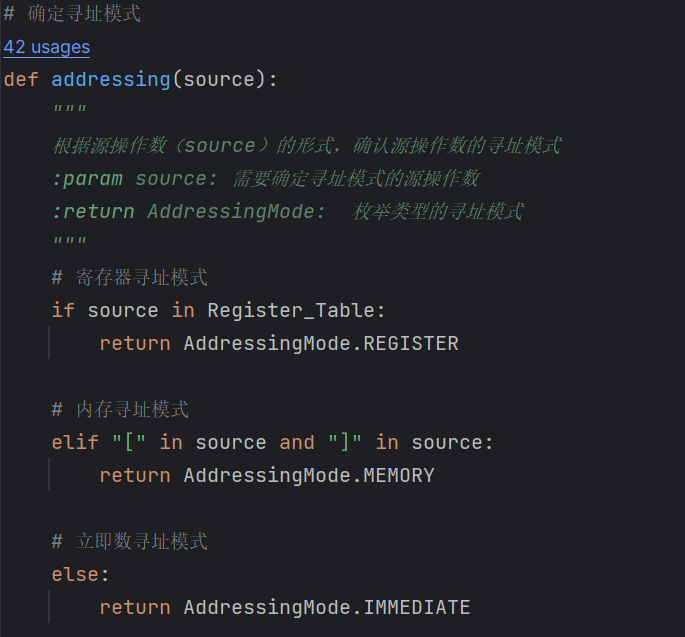 # 确定寻址模式
42 usages
def addressing(source):
"""
根据源操作数（source）的形式，确认源操作数的寻址模式
:param source: 需要确定寻址模式的源操作数
:return AddressingMode: 枚举类型的寻址模式
"""
# 寄存器寻址模式
if source in Register_Table:
return AddressingMode.REGISTER
# 内存寻址模式
elif "[" in source and "]" in source:
return AddressingMode.MEMORY
# 立即数寻址模式
else:
return AddressingMode.IMMEDIATE